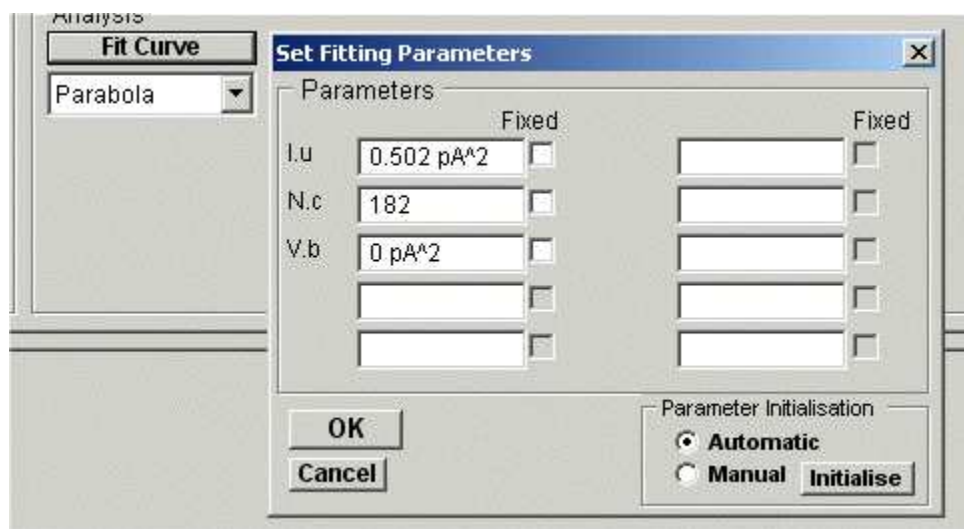 Analysis
Fit Curve
Parabola
Set Fitting Parameters
Parameters
Fixed Fixed
I.u 0.502 pA^2
N.c 182
V.b 0 pA^2
OK
Cancel
Parameter Initialisation
Automatic
Manual Initialise